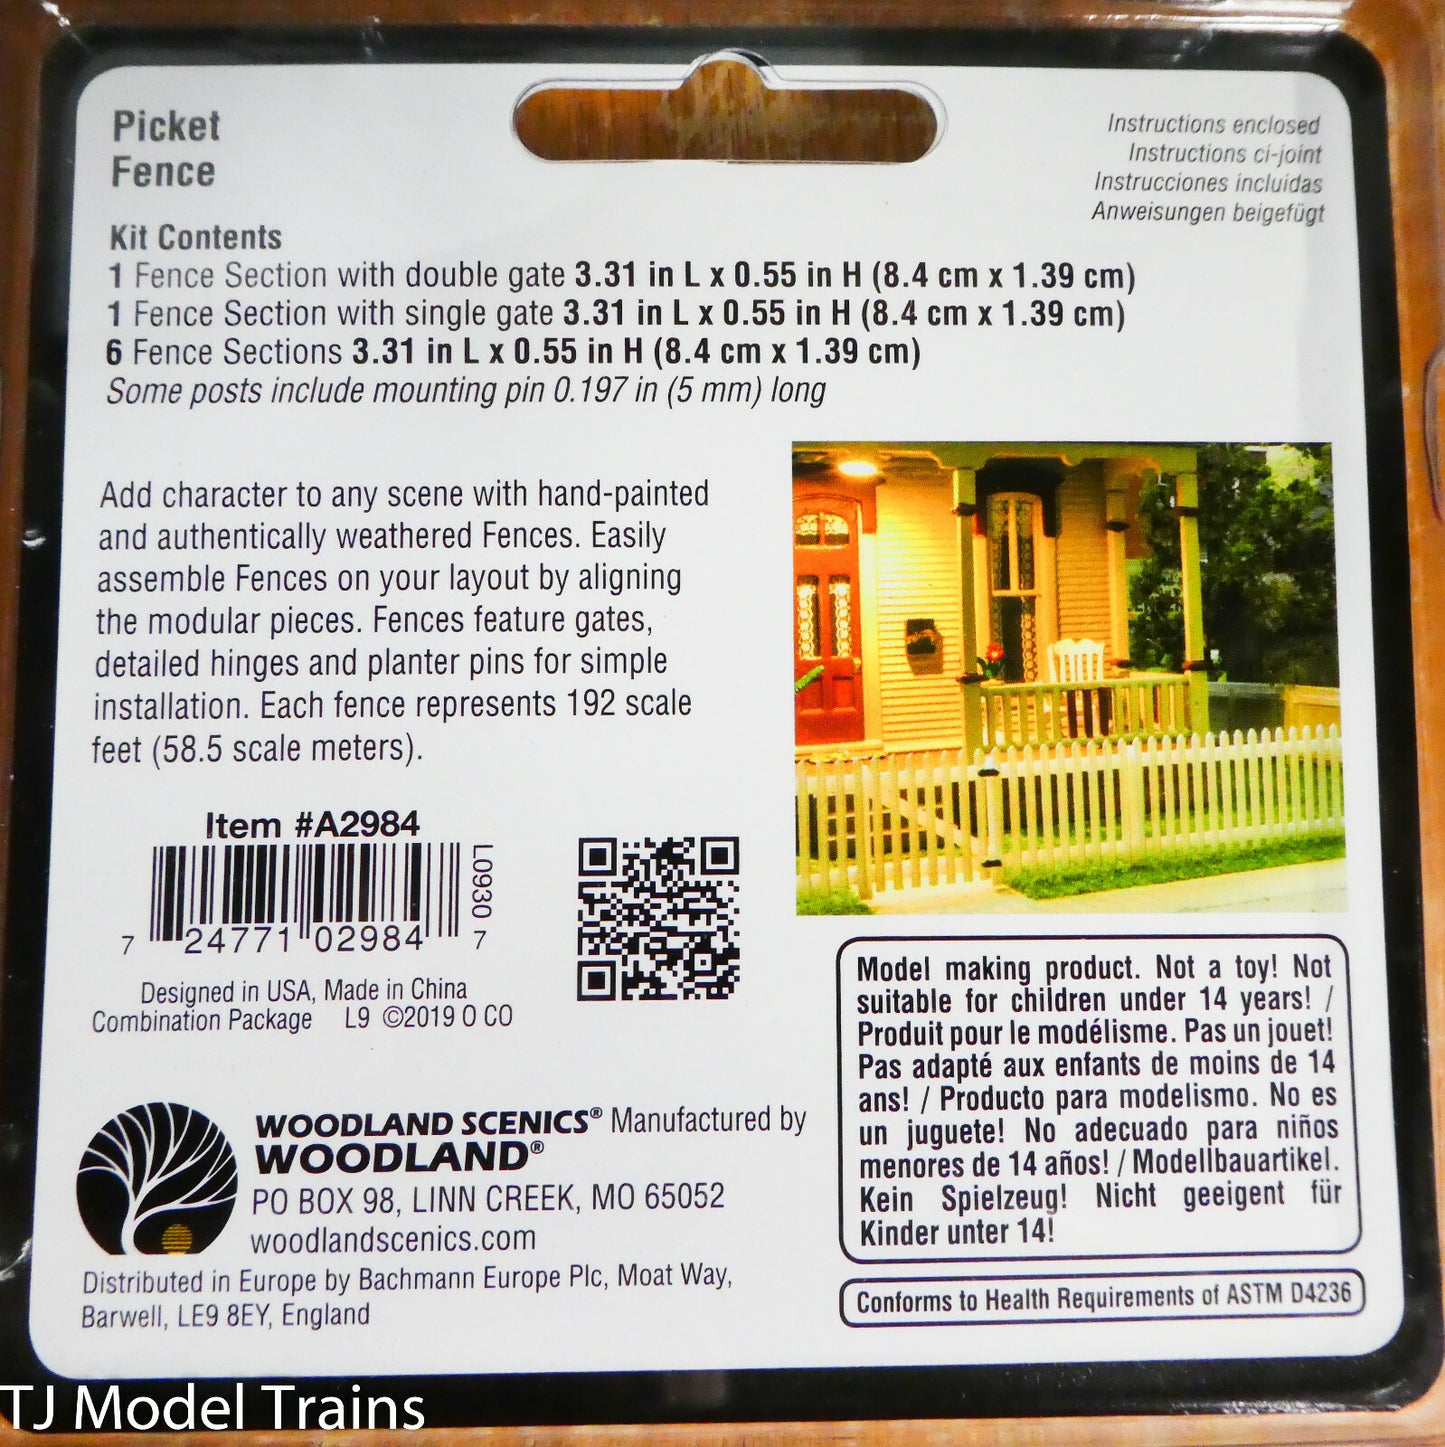 Picket
Fence
Instructions enclosed
Instructions ci-joint
Instrucciones incluidas
Anweisungen beigefügt
Kit Contents
1 Fence Section with double gate 3.31 in L x 0.55 in H (8.4 cm x 1.39 cm)
1 Fence Section with single gate 3.31 in L x 0.55 in H (8.4 cm x 1.39 cm)
6 Fence Sections 3.31 in L x 0.55 in H (8.4 cm x 1.39 cm)
Some posts include mounting pin 0.197 in (5 mm) long
Add character to any scene with hand-painted
and authentically weathered Fences. Easily
assemble Fences on your layout by aligning
the modular pieces. Fences feature gates,
detailed hinges and planter pins for simple
installation. Each fence represents 192 scale
feet (58.5 scale meters).
Item #A2984
L0930
7 24771 02984 7
Designed in USA, Made in China
Combination Package L9 ©2019 O CO
WOODLAND SCENICS® Manufactured by
WOODLAND®
PO BOX 98, LINN CREEK, MO 65052
woodlandscenics.com
Distributed in Europe by Bachmann Europe Plc, Moat Way,
Barwell, LE9 8EY, England
Model making product. Not a toy! Not
suitable for children under 14 years! /
Produit pour le modélisme. Pas un jouet!
Pas adapté aux enfants de moins de 14
ans! / Producto para modelismo. No es
un juguete! No adecuado para niños
menores de 14 años! / Modellbauartikel.
Kein Spielzeug! Nicht geeigent für
Kinder unter 14!
Conforms to Health Requirements of ASTM D4236
TJ Model Trains